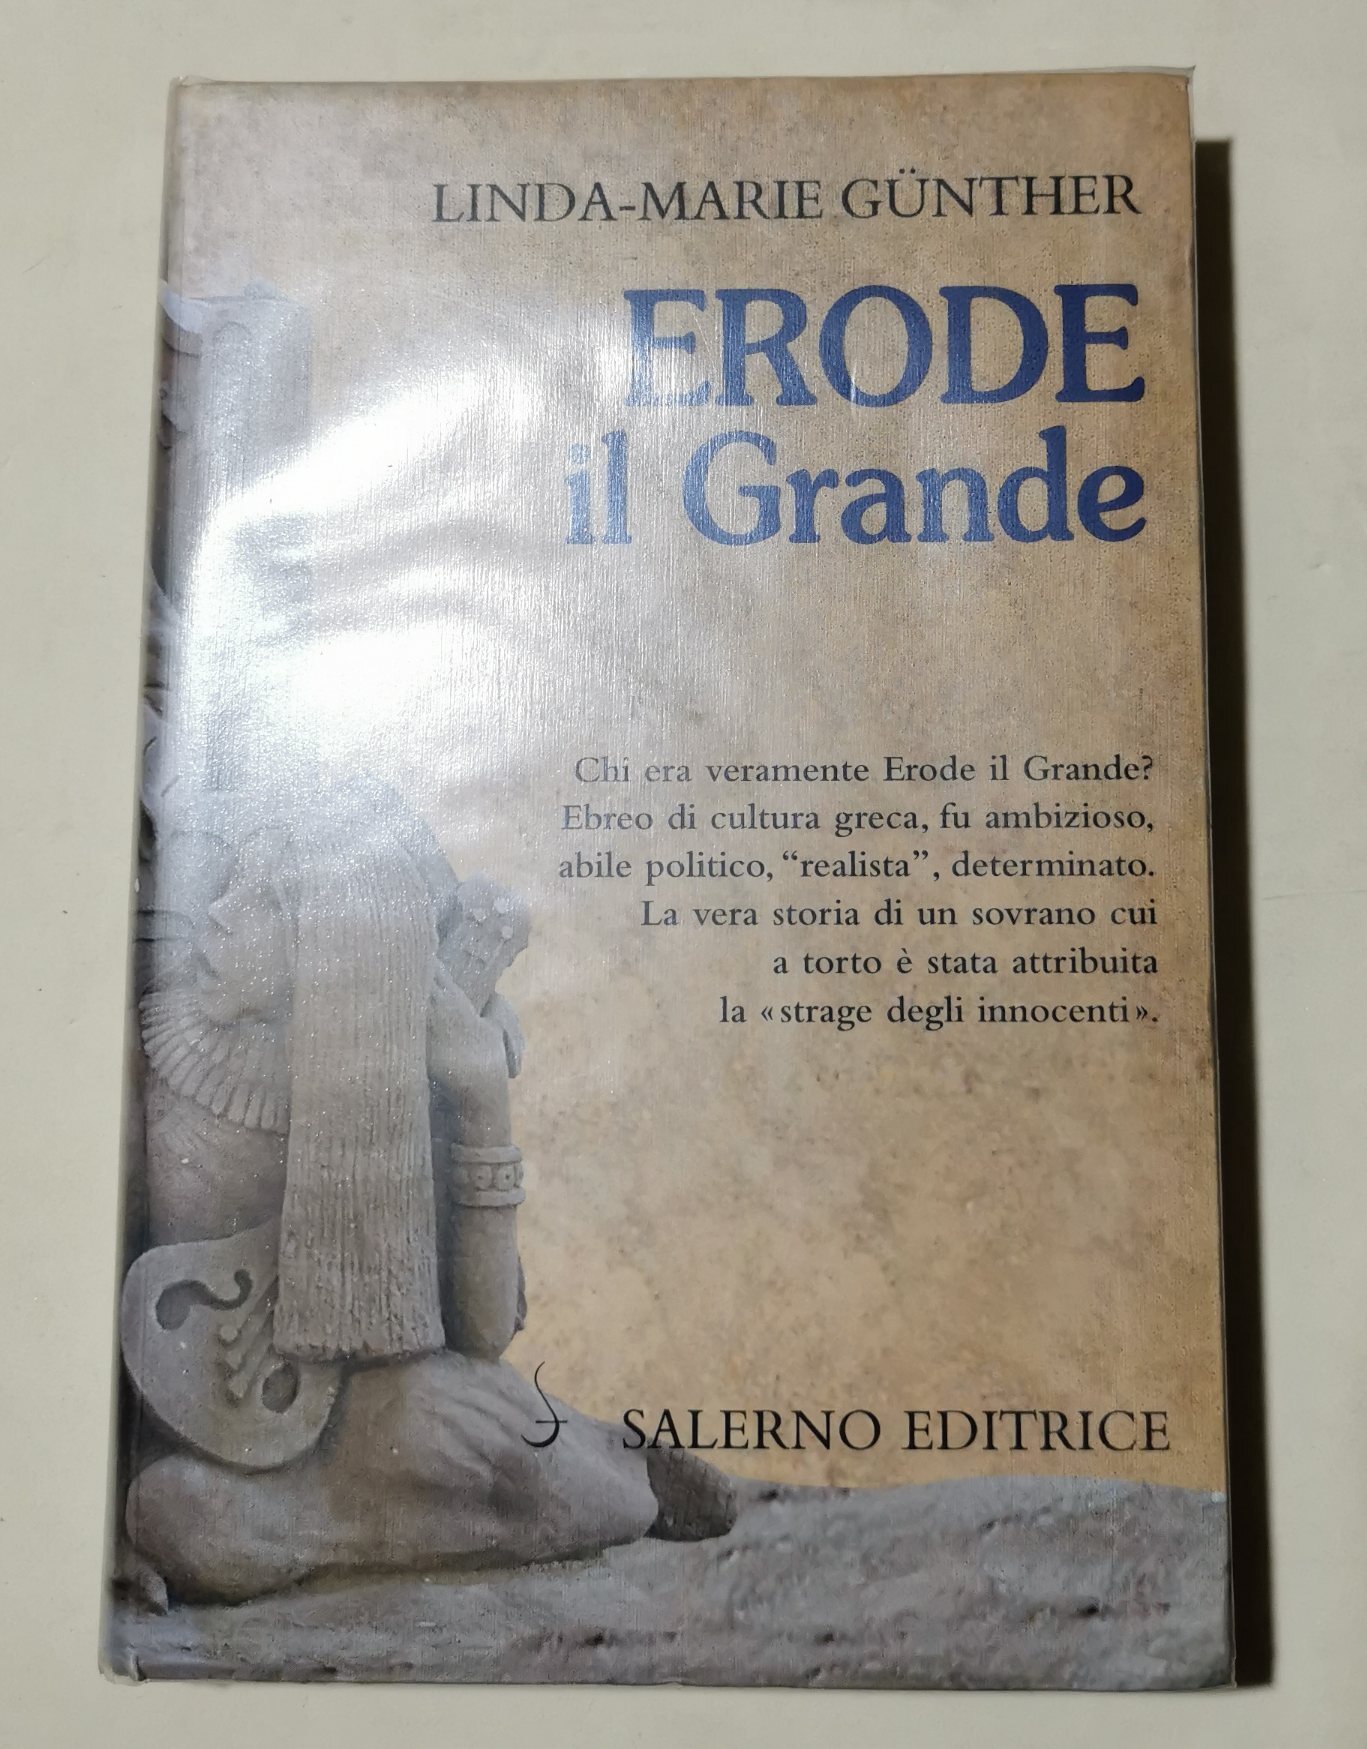 LINDA-MARIE GÜNTHER
ERODE
il Grande
Chi era veramente Erode il Grande?
Ebreo di cultura greca, fu ambizioso,
abile politico, “realista”, determinato.
La vera storia di un sovrano cui
a torto è stata attribuita
la «strage degli innocenti».
SALERNO EDITRICE